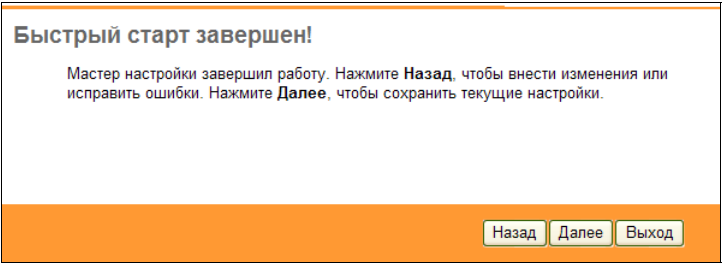 Быстрый старт завершен!
Мастер настройки завершил работу. Нажмите Назад, чтобы внести изменения или
исправить ошибки. Нажмите Далее, чтобы сохранить текущие настройки.
Назад Далее Выход